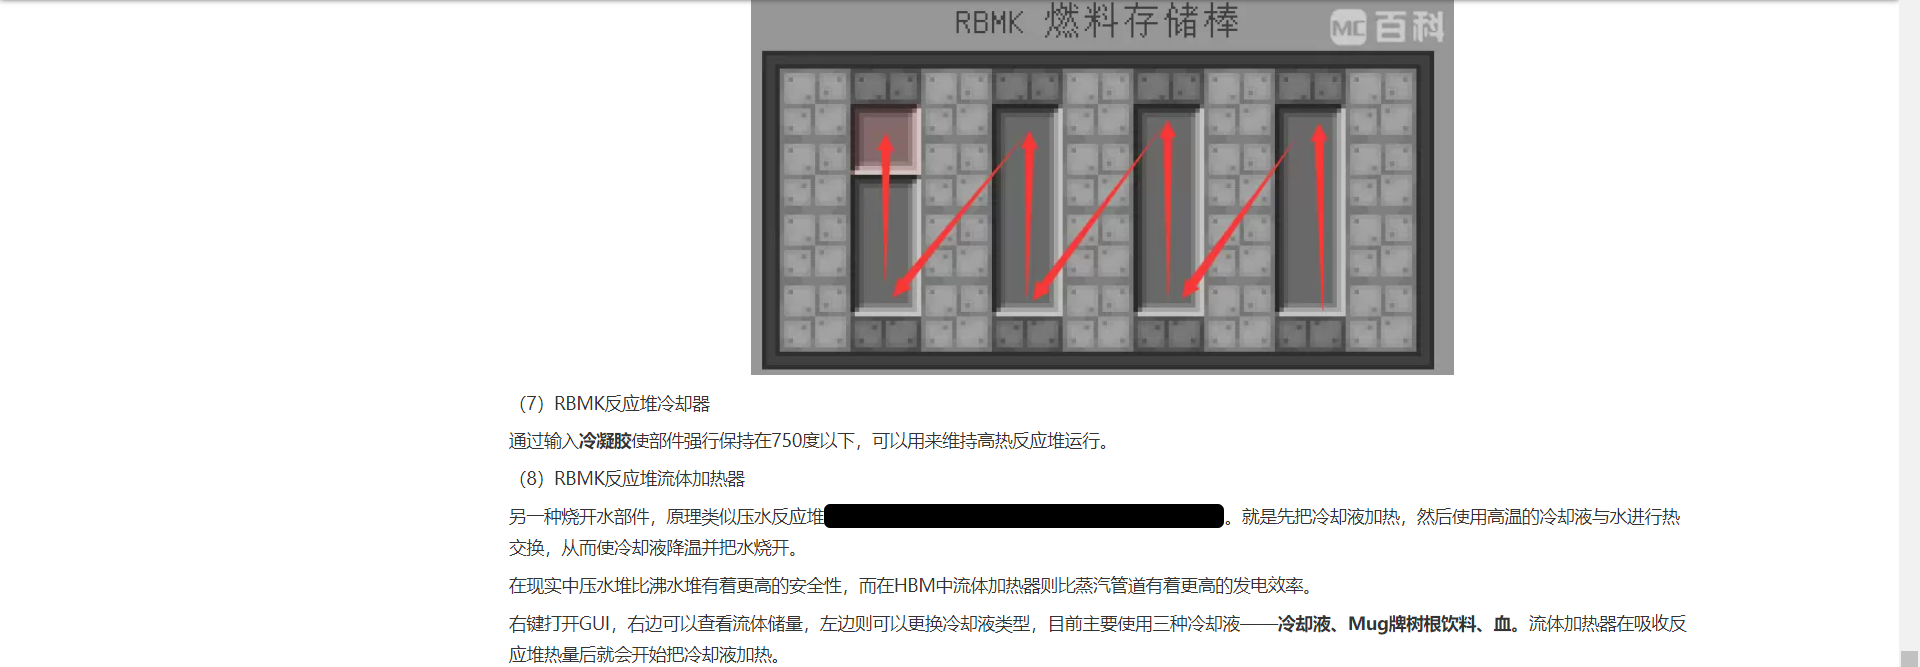 RBMK 燃料存储棒
MC百科
（7）RBMK反应堆冷却器
通过输入冷凝胶使部件强行保持在750度以下，可以用来维持高热反应堆运行。
（8）RBMK反应堆流体加热器
另一种烧开水部件，原理类似压水反应堆。就是先把冷却液加热，然后使用高温的冷却液与水进行热
交换，从而使冷却液降温并把水烧开。
在现实中压水堆比沸水堆有着更高的安全性，而在HBM中流体加热器则比蒸汽管道有着更高的发电效率。
右键打开GUI，右边可以查看流体储量，左边则可以更换冷却液类型，目前主要使用三种冷却液——冷却液、Mug牌树根饮料、血。流体加热器在吸收反
应堆热量后就会开始把冷却液加热。